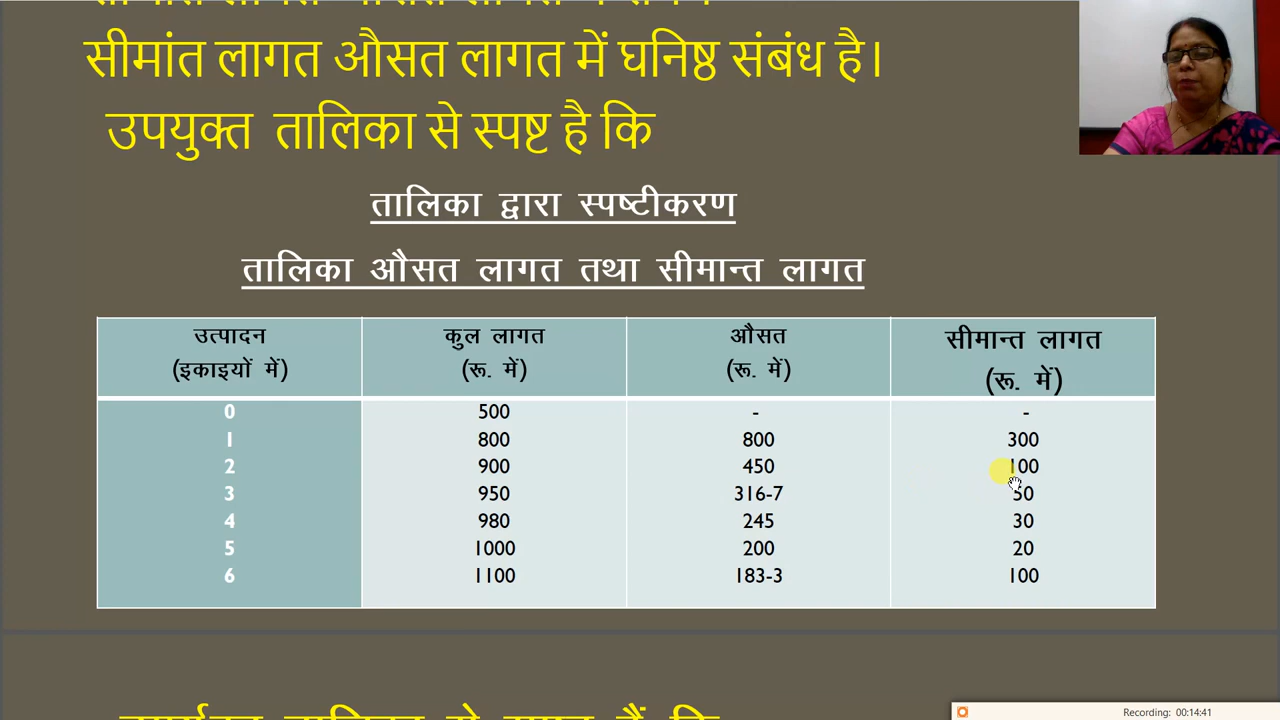 सीमांत लागत औसत लागत में घनिष्ठ संबंध है।
उपयुक्त तालिका से स्पष्ट है कि
तालिका द्वारा स्पष्टीकरण
तालिका औसत लागत तथा सीमान्त लागत
उत्पादन (इकाइयों में) कुल लागत (रू. में) औसत (रू. में) सीमान्त लागत (रू. में)
0 500 - -
1 800 800 300
2 900 450 100
3 950 316-7 50
4 980 245 30
5 1000 200 20
6 1100 183-3 100
Recording: 00:14:41